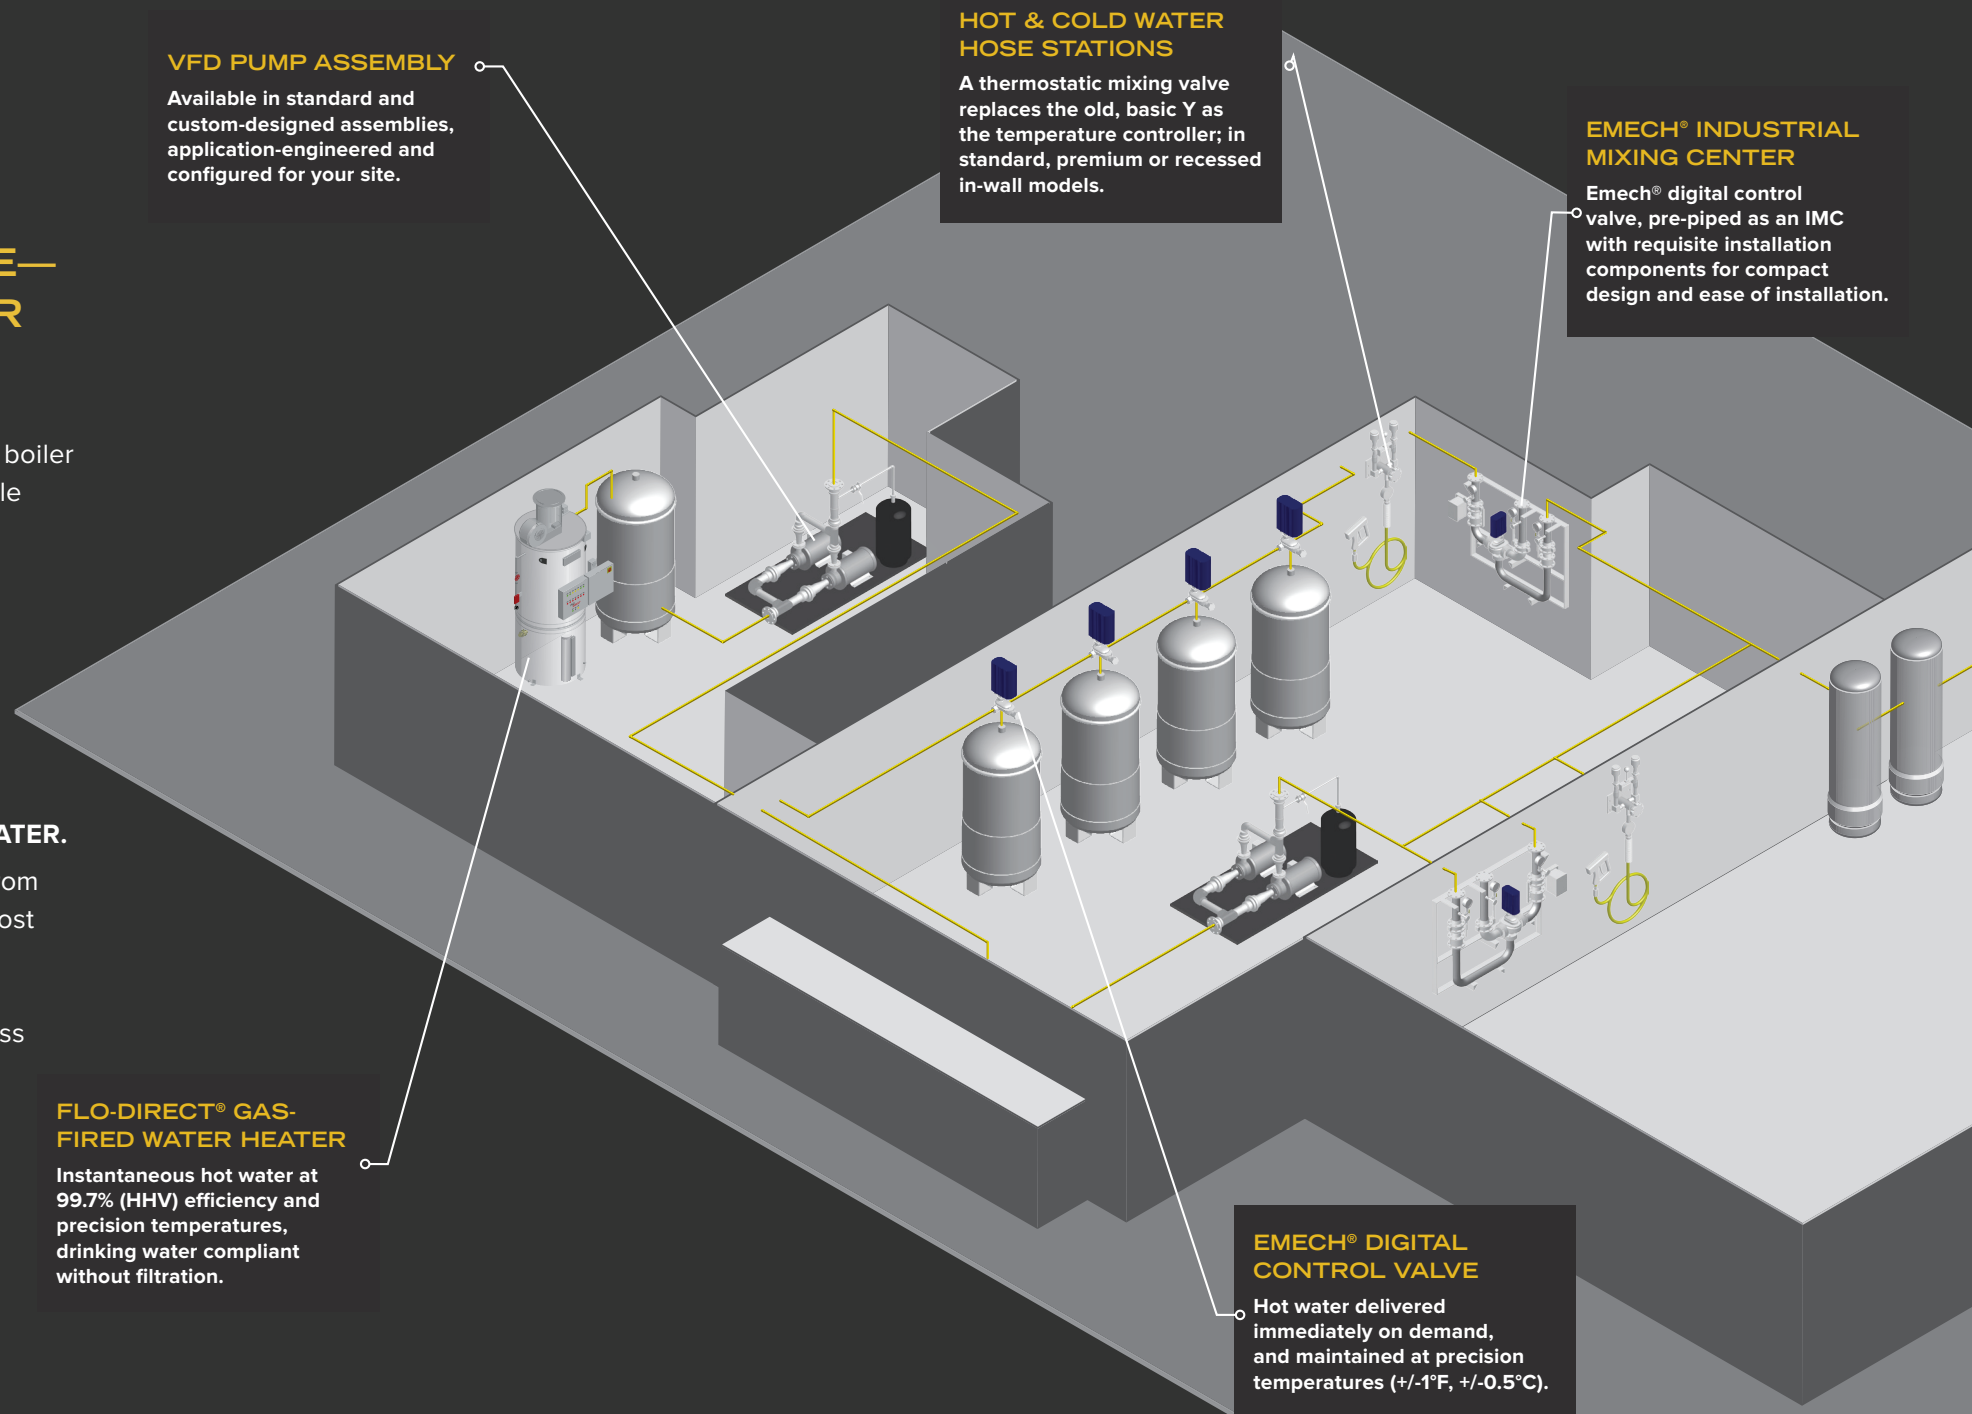 VFD PUMP ASSEMBLY
Available in standard and
custom-designed assemblies,
application-engineered and
configured for your site.
HOT & COLD WATER
HOSE STATIONS
A thermostatic mixing valve
replaces the old, basic Y as
the temperature controller; in
standard, premium or recessed
in-wall models.
EMECH® INDUSTRIAL
MIXING CENTER
Emech® digital control
valve, pre-piped as an IMC
with requisite installation
components for compact
design and ease of installation.
E—
R
boiler
le
ATER.
om
ost
ss
FLO-DIRECT® GAS-
FIRED WATER HEATER
Instantaneous hot water at
99.7% (HHV) efficiency and
precision temperatures,
drinking water compliant
without filtration.
EMECH® DIGITAL
CONTROL VALVE
Hot water delivered
immediately on demand,
and maintained at precision
temperatures (+/-1°F, +/-0.5°C).